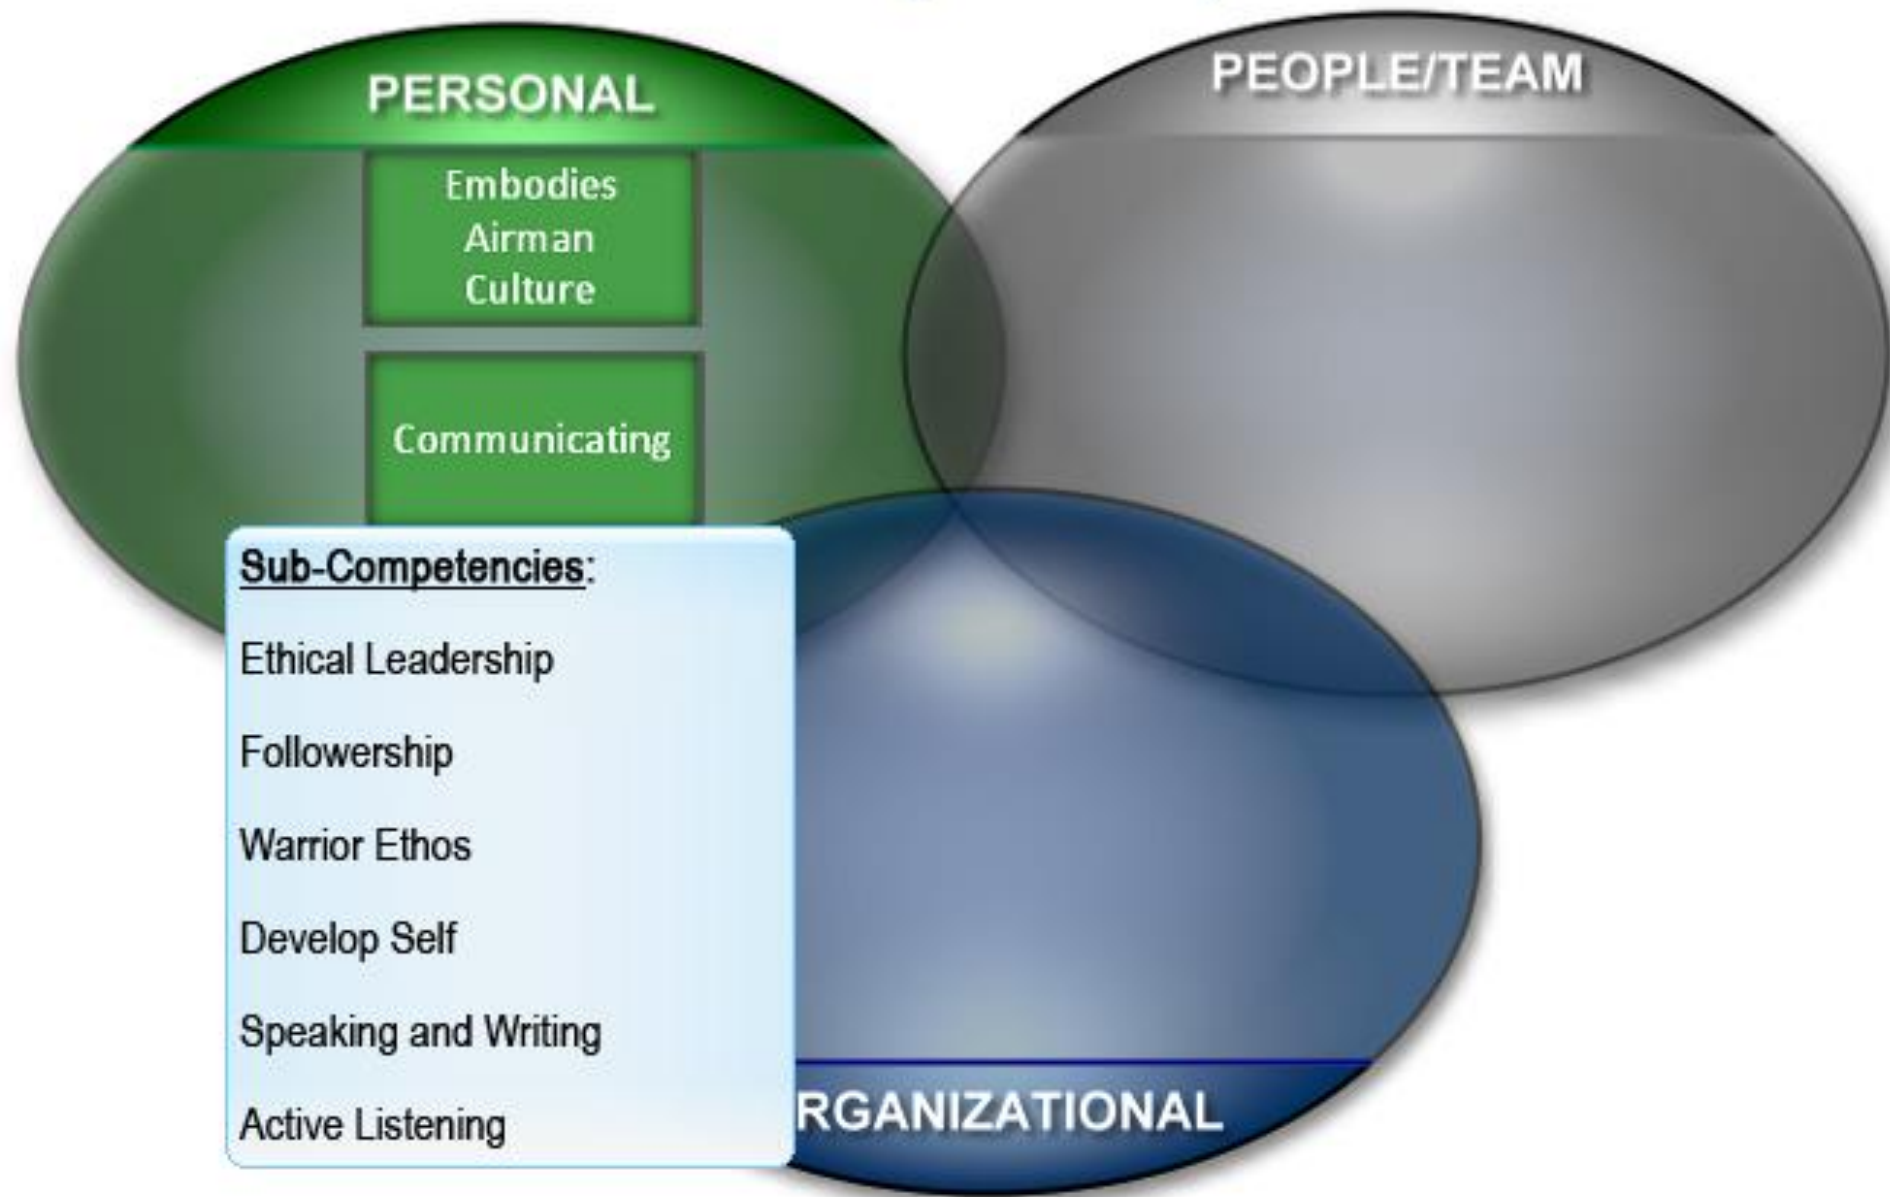 PERSONAL
Embodies
Airman
Culture
Communicating
PEOPLE/TEAM
Sub-Competencies:
Ethical Leadership
Followership
Warrior Ethos
Develop Self
Speaking and Writing
Active Listening
RGANIZATIONAL